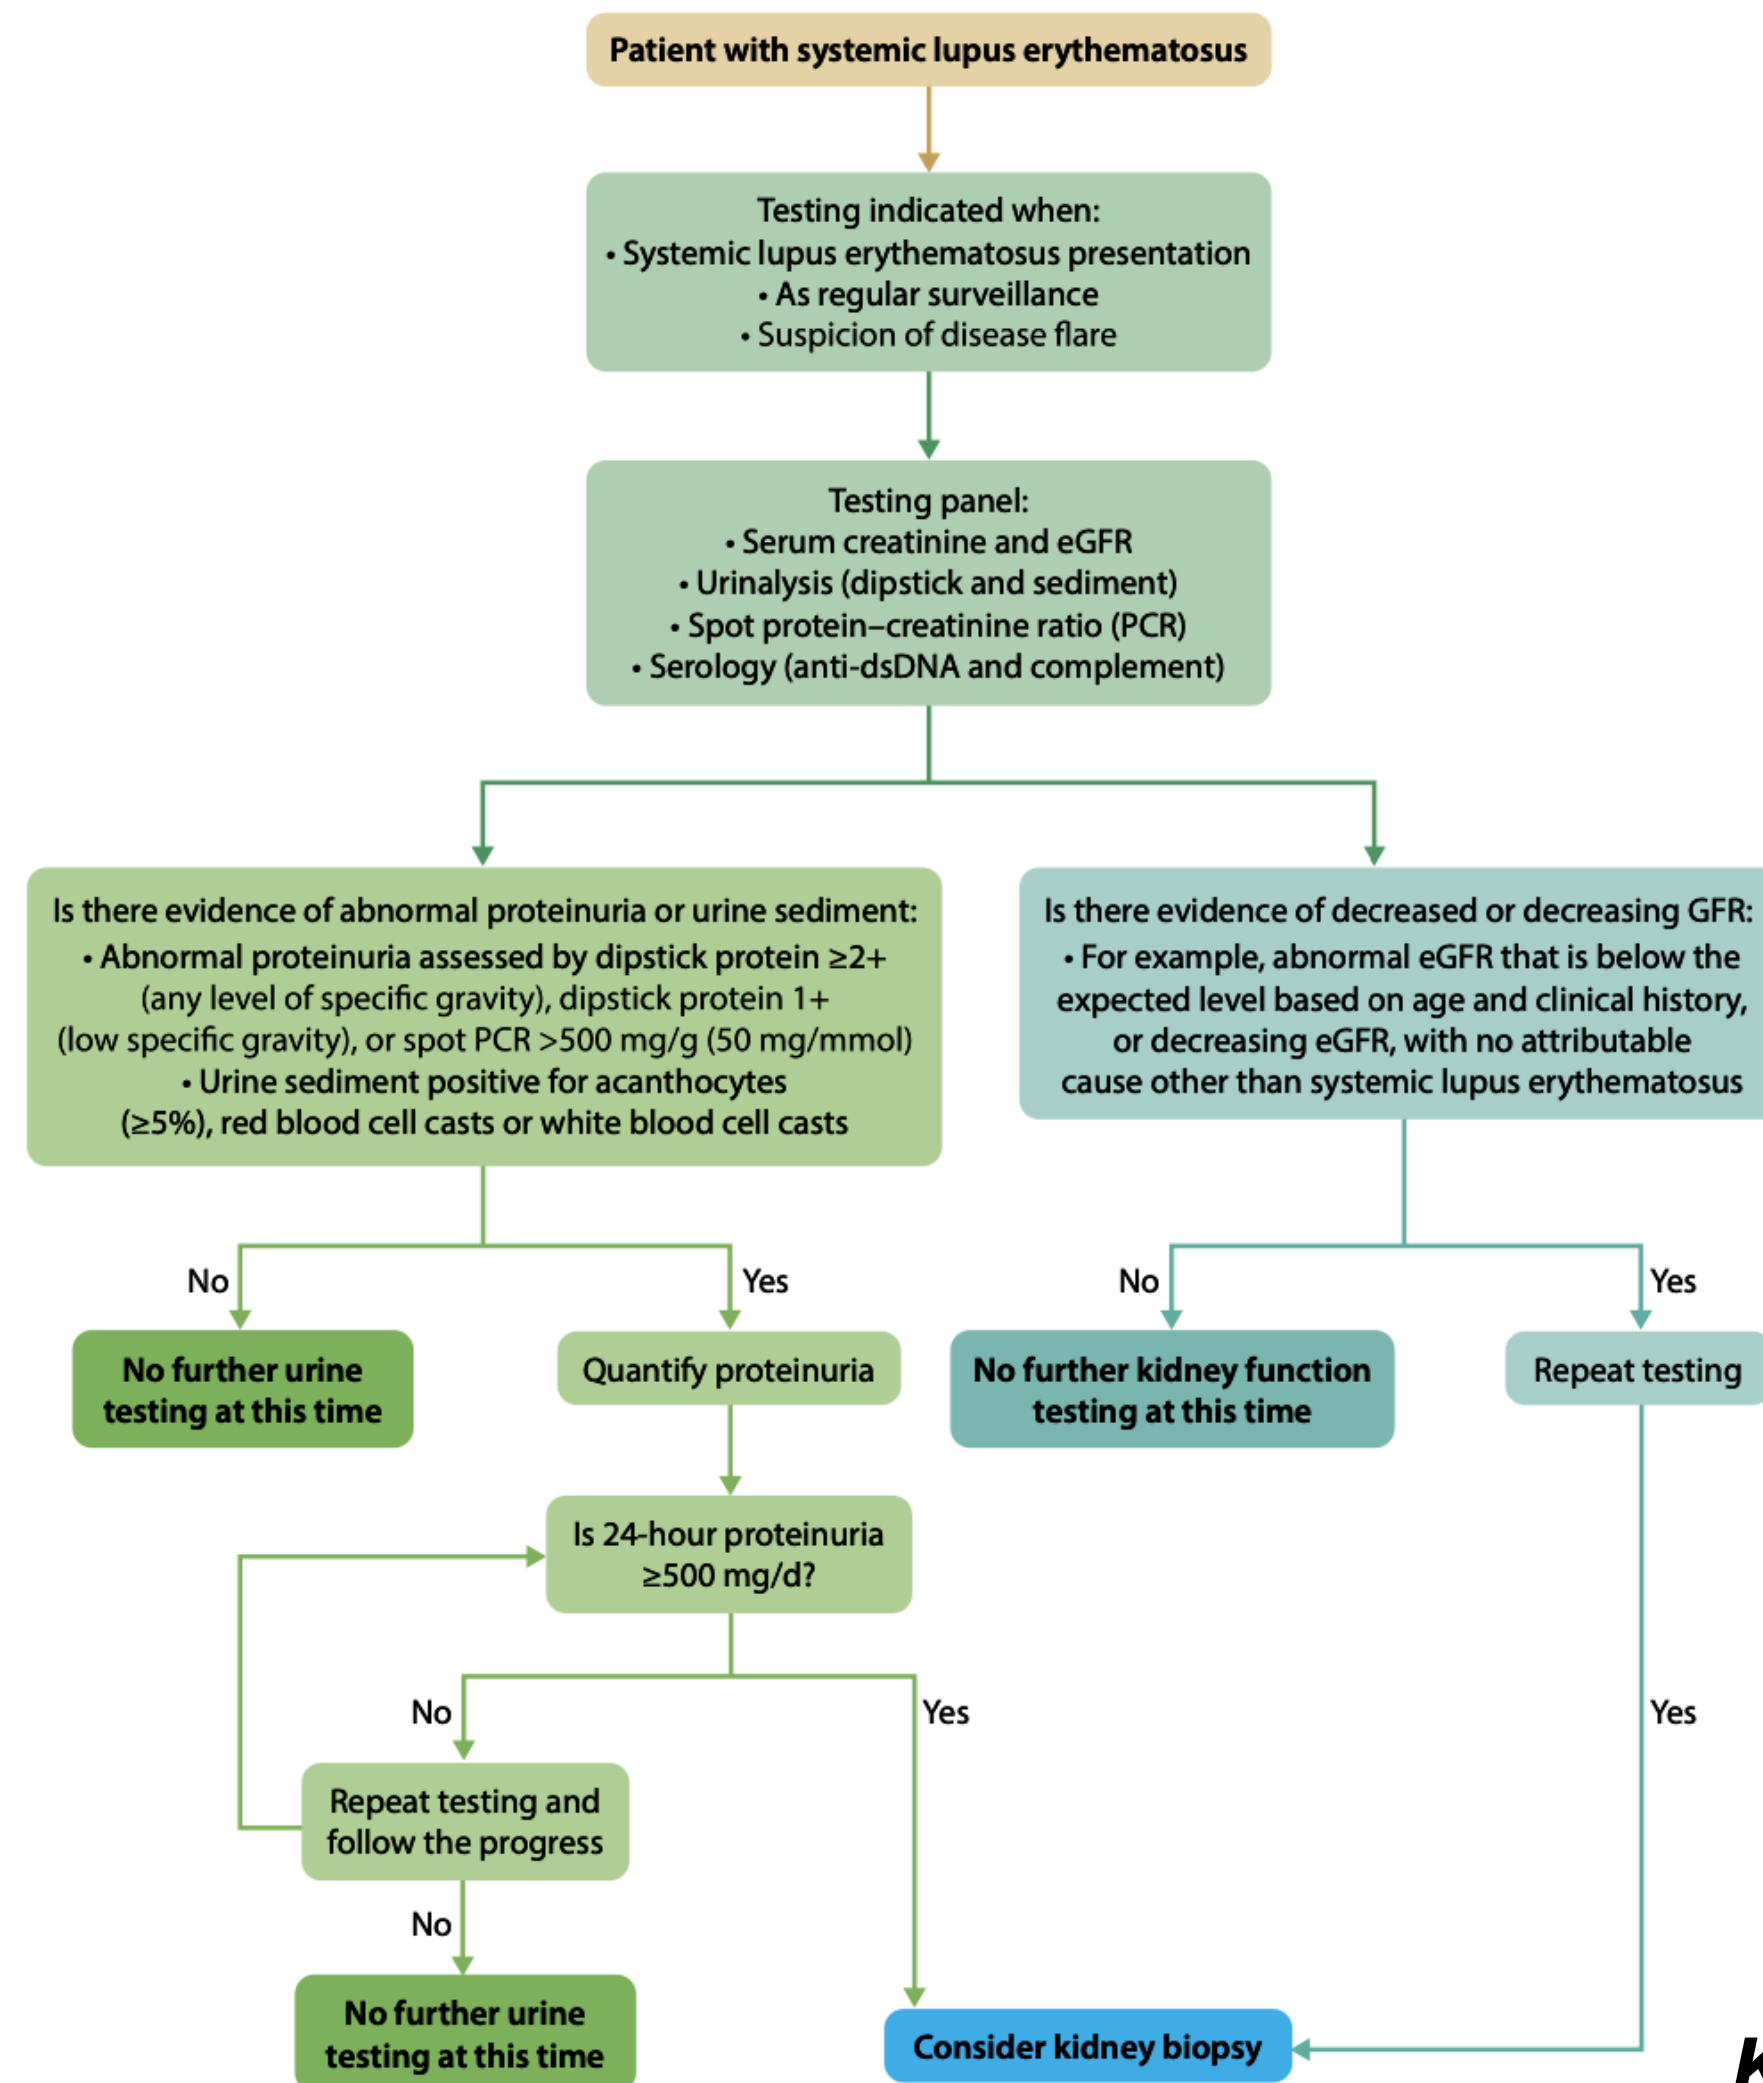 Patient with systemic lupus erythematosus
Testing indicated when:
• Systemic lupus erythematosus presentation
• As regular surveillance
• Suspicion of disease flare
Testing panel:
• Serum creatinine and eGFR
• Urinalysis (dipstick and sediment)
• Spot protein–creatinine ratio (PCR)
• Serology (anti-dsDNA and complement)
Is there evidence of abnormal proteinuria or urine sediment:
• Abnormal proteinuria assessed by dipstick protein ≥2+
(any level of specific gravity), dipstick protein 1+
(low specific gravity), or spot PCR >500 mg/g (50 mg/mmol)
• Urine sediment positive for acanthocytes
(≥5%), red blood cell casts or white blood cell casts
Is there evidence of decreased or decreasing GFR:
• For example, abnormal eGFR that is below the
expected level based on age and clinical history,
or decreasing eGFR, with no attributable
cause other than systemic lupus erythematosus
No
Yes
No
Yes
No further urine
testing at this time
Quantify proteinuria
No further kidney function
testing at this time
Repeat testing
Is 24-hour proteinuria
≥500 mg/d?
No
Yes
Yes
Repeat testing and
follow the progress
No
No further urine
testing at this time
Consider kidney biopsy